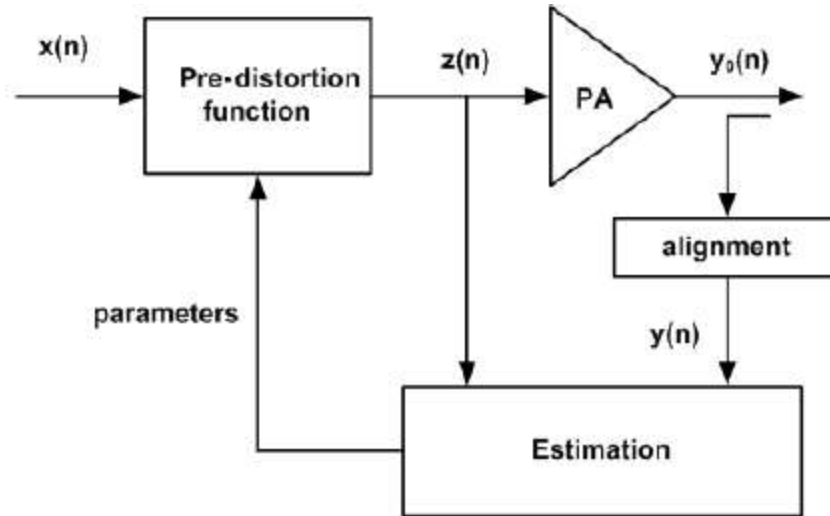 x(n)
Pre-distortion
function
z(n)
PA
y₀(n)
alignment
parameters
y(n)
Estimation